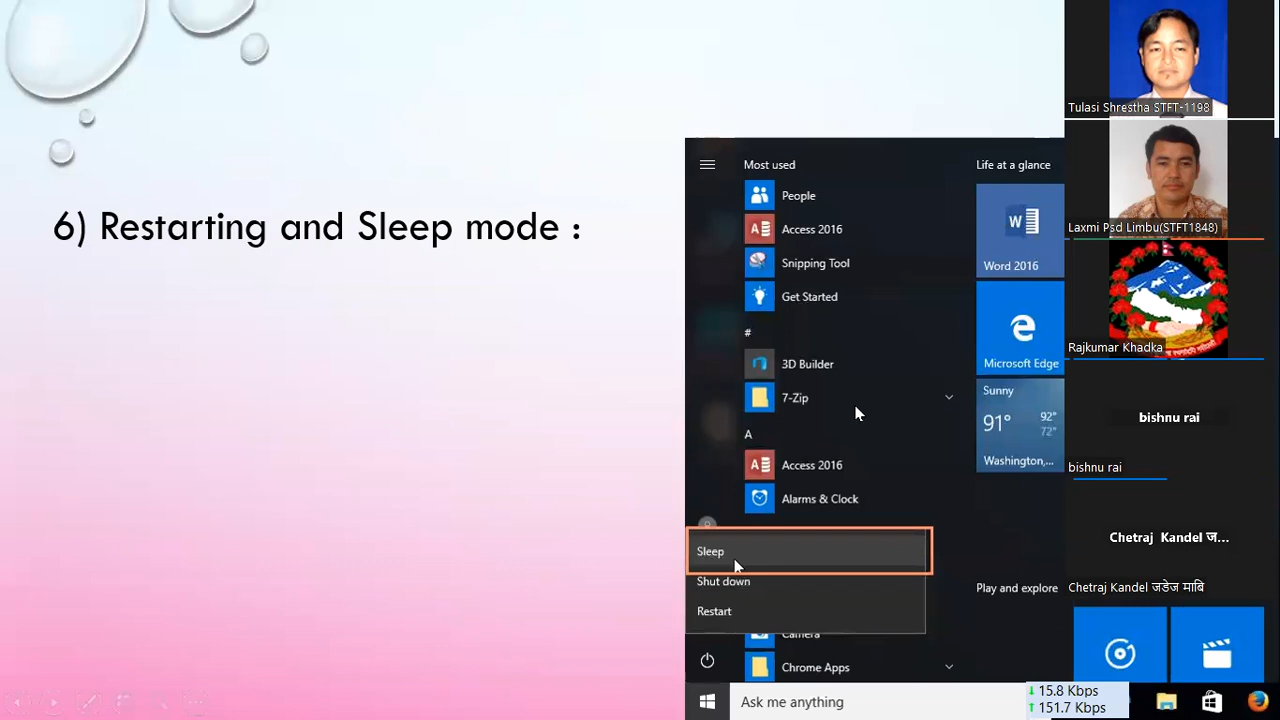 6) Restarting and Sleep mode :
Most used
People
Access 2016
Snipping Tool
Get Started
#
3D Builder
7-Zip
A
Access 2016
Alarms & Clock
Sleep
Shut down
Restart
Camera
Chrome Apps
Ask me anything
Life at a glance
Word 2016
Microsoft Edge
Sunny
91° 92°
72°
Washington,...
Play and explore
15.8 Kbps
151.7 Kbps
Tulasi Shrestha STFT-1198
Laxmi Psd Limbu(STFT1848)
Rajkumar Khadka
bishnu rai
bishnu rai
Chetraj Kandel ज...
Chetraj Kandel जडेज माबि